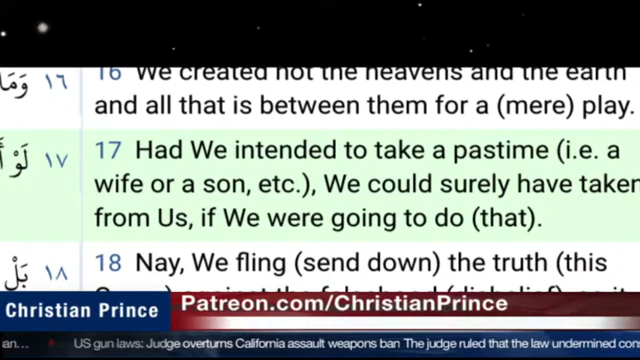 16 We created not the heavens and the earth
وَمَا ١٦
and all that is between them for a (mere) play.
17 Had We intended to take a pastime (i.e. a
لَوْ أَ ١٧
wife or a son, etc.), We could surely have taken
from Us, if We were going to do (that).
18 Nay, We fling (send down) the truth (this
بَلْ ١٨
Christian Prince
Patreon.com/ChristianPrince
an...
US gun laws: Judge overturns California assault weapons ban The judge ruled that the law undermined con